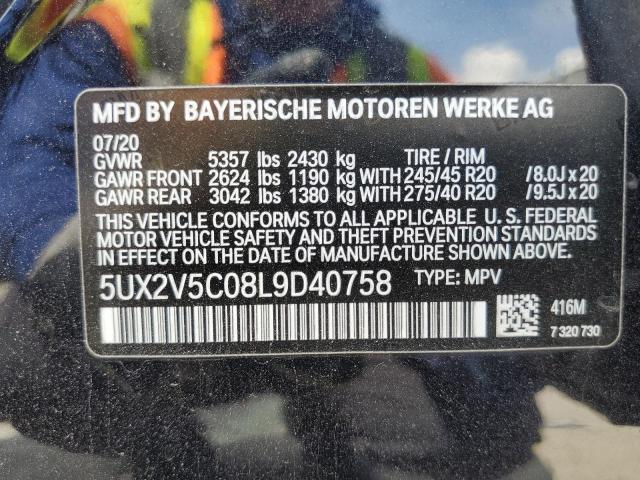 MFD BY BAYERISCHE MOTOREN WERKE AG
07/20
GVWR 5357 lbs 2430 kg TIRE / RIM
GAWR FRONT 2624 lbs 1190 kg WITH 245/45 R20 /8.0J x 20
GAWR REAR 3042 lbs 1380 kg WITH 275/40 R20 /9.5J x 20
THIS VEHICLE CONFORMS TO ALL APPLICABLE U. S. FEDERAL
MOTOR VEHICLE SAFETY AND THEFT PREVENTION STANDARDS
IN EFFECT ON THE DATE OF MANUFACTURE SHOWN ABOVE.
5UX2V5C08L9D40758 TYPE: MPV
416M
7 320 730